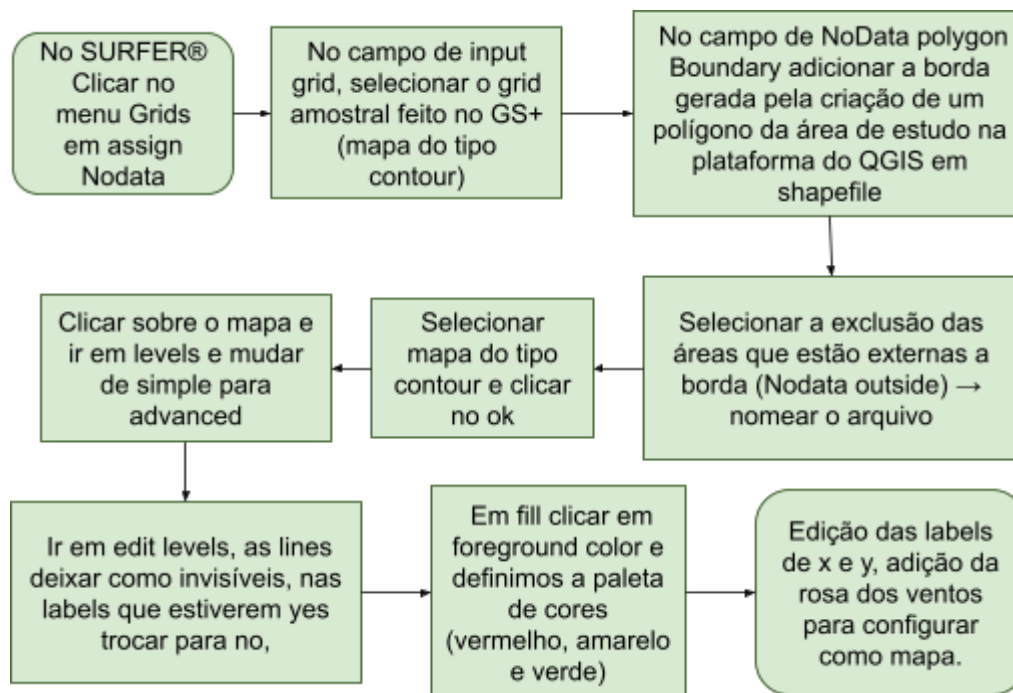 No SURFER®
Clicar no
menu Grids
em assign
Nodata
No campo de input
grid, selecionar o grid
amostral feito no GS+
(mapa do tipo
contour)
No campo de NoData polygon
Boundary adicionar a borda
gerada pela criação de um
polígono da área de estudo na
plataforma do QGIS em
shapefile
Selecionar a exclusão das
áreas que estão externas a
borda (Nodata outside) →
nomear o arquivo
Selecionar
mapa do tipo
contour e clicar
no ok
Clicar sobre o mapa e
ir em levels e mudar
de simple para
advanced
Ir em edit levels, as lines
deixar como invisíveis, nas
labels que estiverem yes
trocar para no,
Em fill clicar em
foreground color e
definimos a paleta
de cores
(vermelho, amarelo
e verde)
Edição das labels
de x e y, adição da
rosa dos ventos
para configurar
como mapa.